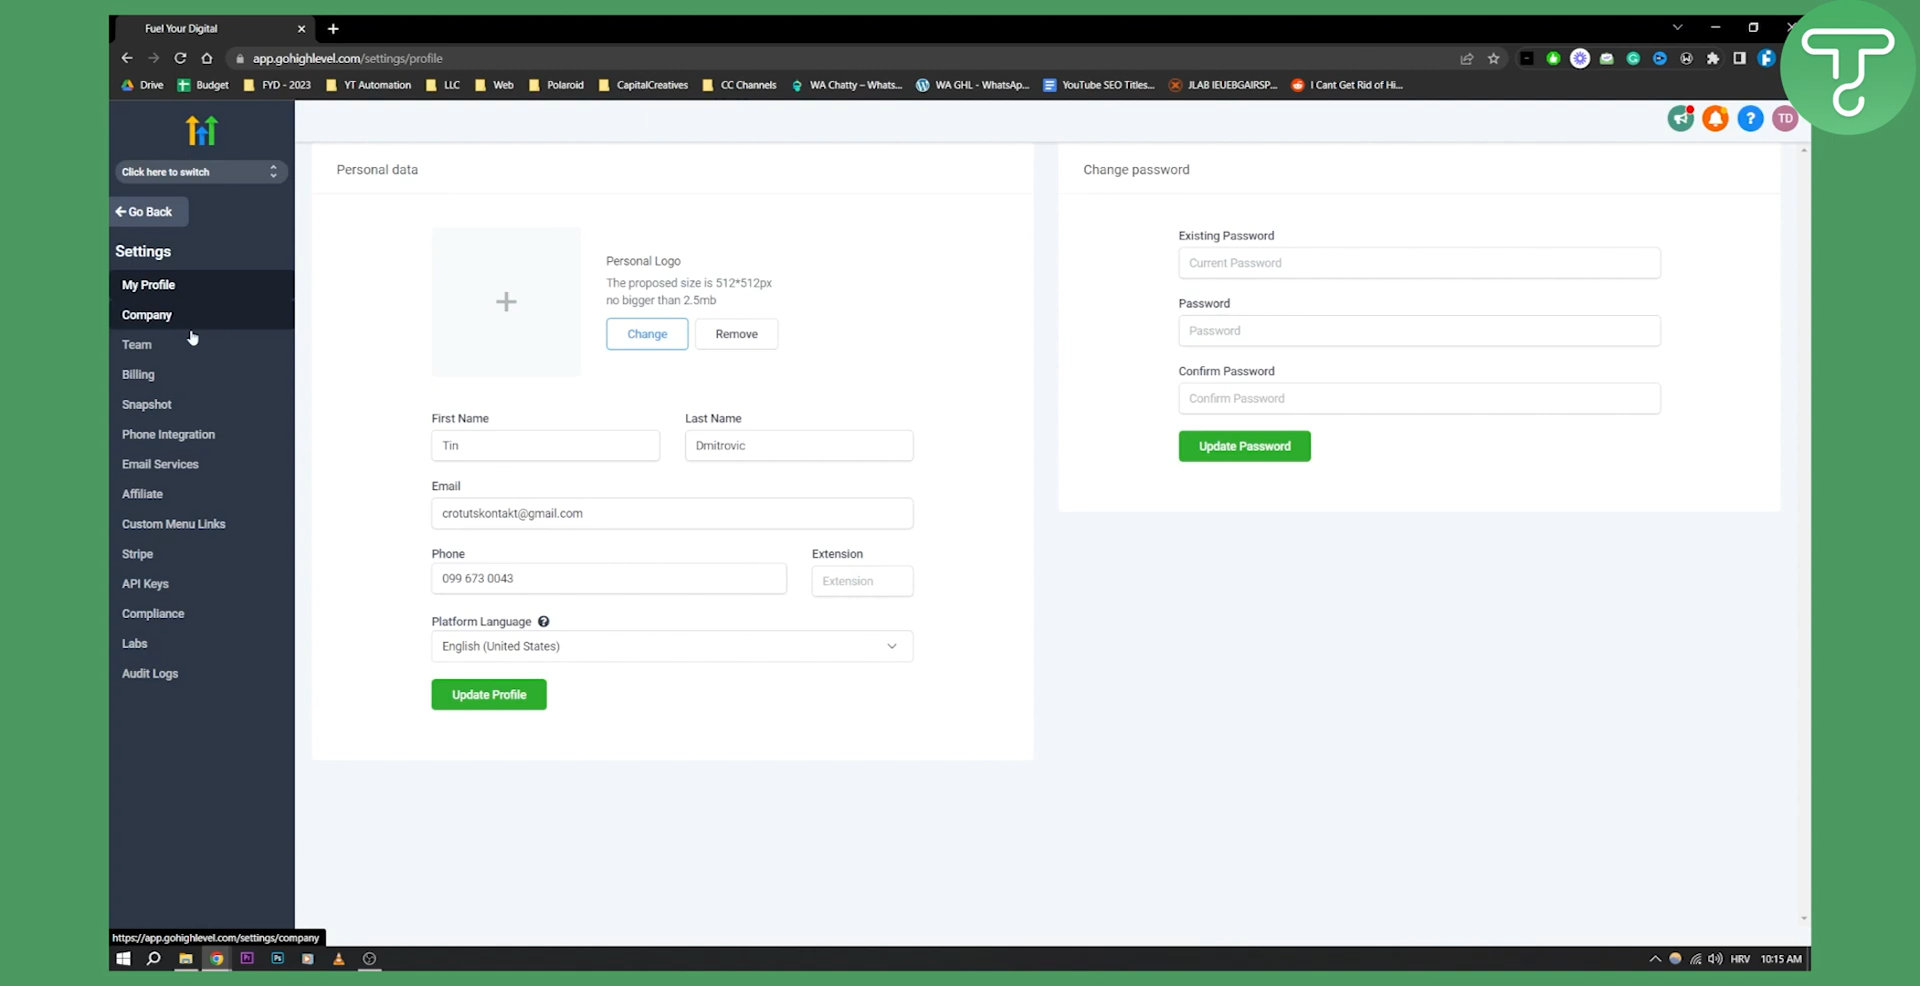 Fuel Your Digital
app.gohighlevel.com/settings/profile
Drive
Budget
FYD - 2023
YT Automation
LLC
Web
Polaroid
CapitalCreatives
CC Channels
WA Chatty – Whats...
WA GHL - WhatsAp...
YouTube SEO Titles...
JLAB IEUEBGAIRSP...
I Cant Get Rid of Hi...
TD
Click here to switch
Go Back
Settings
My Profile
Company
Team
Billing
Snapshot
Phone Integration
Email Services
Affiliate
Custom Menu Links
Stripe
API Keys
Compliance
Labs
Audit Logs
Personal data
Personal Logo
The proposed size is 512*512px
no bigger than 2.5mb
Change
Remove
First Name
Last Name
Tin
Dmitrovic
Email
crotutskontakt@gmail.com
Phone
Extension
099 673 0043
Extension
Platform Language
English (United States)
Update Profile
Change password
Existing Password
Current Password
Password
Password
Confirm Password
Confirm Password
Update Password
https://app.gohighlevel.com/settings/company
Pr
Ps
HRV
10:15 AM